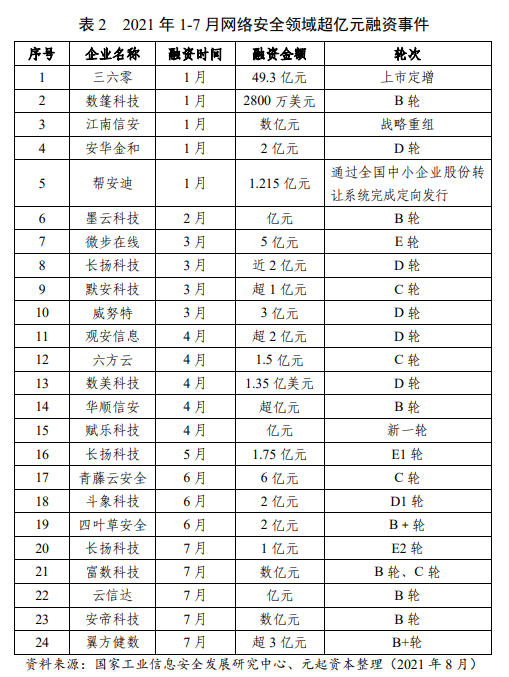 表 2 2021 年 1-7 月网络安全领域超亿元融资事件
序号 企业名称 融资时间 融资金额 轮次
1 三六零 1 月 49.3 亿元 上市定增
2 数篷科技 1 月 2800 万美元 B 轮
3 江南信安 1 月 数亿元 战略重组
4 安华金和 1 月 2 亿元 D 轮
5 帮安迪 1 月 1.215 亿元 通过全国中小企业股份转
让系统完成定向发行
6 墨云科技 2 月 亿元 B 轮
7 微步在线 3 月 5 亿元 E 轮
8 长扬科技 3 月 近 2 亿元 D 轮
9 默安科技 3 月 超 1 亿元 C 轮
10 威努特 3 月 3 亿元 D 轮
11 观安信息 4 月 超 2 亿元 D 轮
12 六方云 4 月 1.5 亿元 C 轮
13 数美科技 4 月 1.35 亿美元 D 轮
14 华顺信安 4 月 超亿元 B 轮
15 赋乐科技 4 月 亿元 新一轮
16 长扬科技 5 月 1.75 亿元 E1 轮
17 青藤云安全 6 月 6 亿元 C 轮
18 斗象科技 6 月 2 亿元 D1 轮
19 四叶草安全 6 月 2 亿元 B + 轮
20 长扬科技 7 月 1 亿元 E2 轮
21 富数科技 7 月 数亿元 B 轮、C 轮
22 云信达 7 月 亿元 B 轮
23 安帝科技 7 月 数亿元 B 轮
24 翼方健数 7 月 超 3 亿元 B+轮
资料来源：国家工业信息安全发展研究中心、元起资本整理（2021 年 8 月）